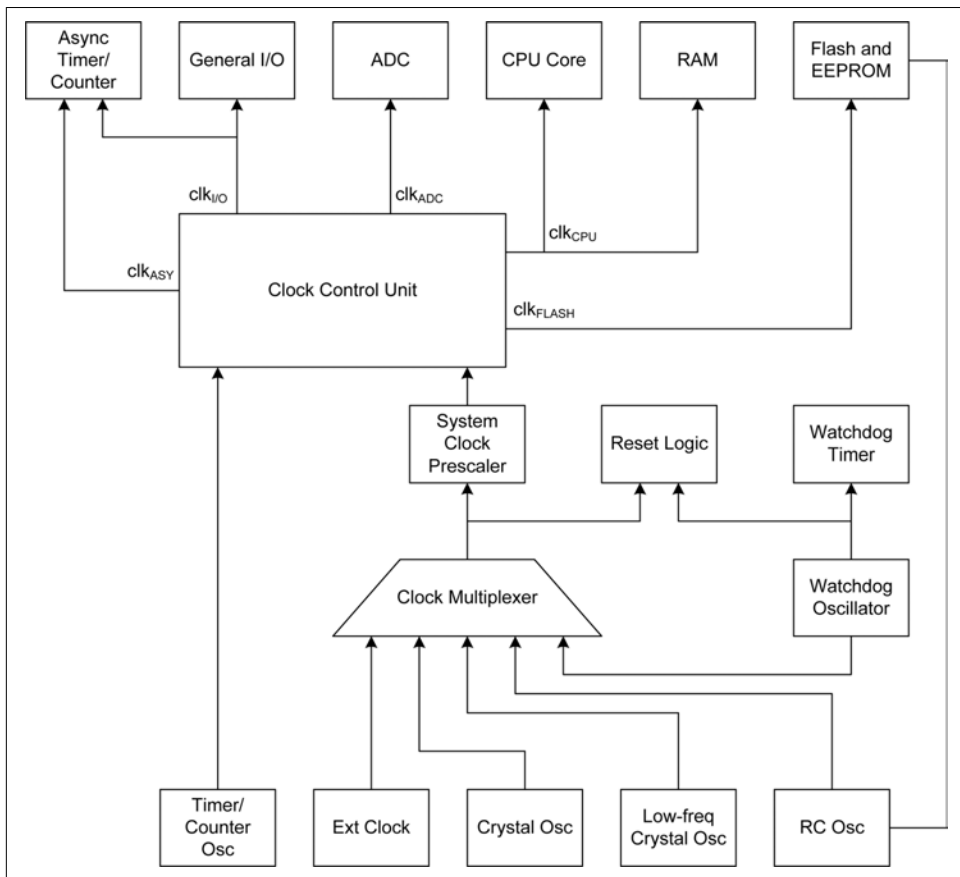 Async
Timer/
Counter
General I/O
ADC
CPU Core
RAM
Flash and
EEPROM
clkI/O
clkADC
clkCPU
clkASY
Clock Control Unit
clkFLASH
System
Clock
Prescaler
Reset Logic
Watchdog
Timer
Clock Multiplexer
Watchdog
Oscillator
Timer/
Counter
Osc
Ext Clock
Crystal Osc
Low-freq
Crystal Osc
RC Osc